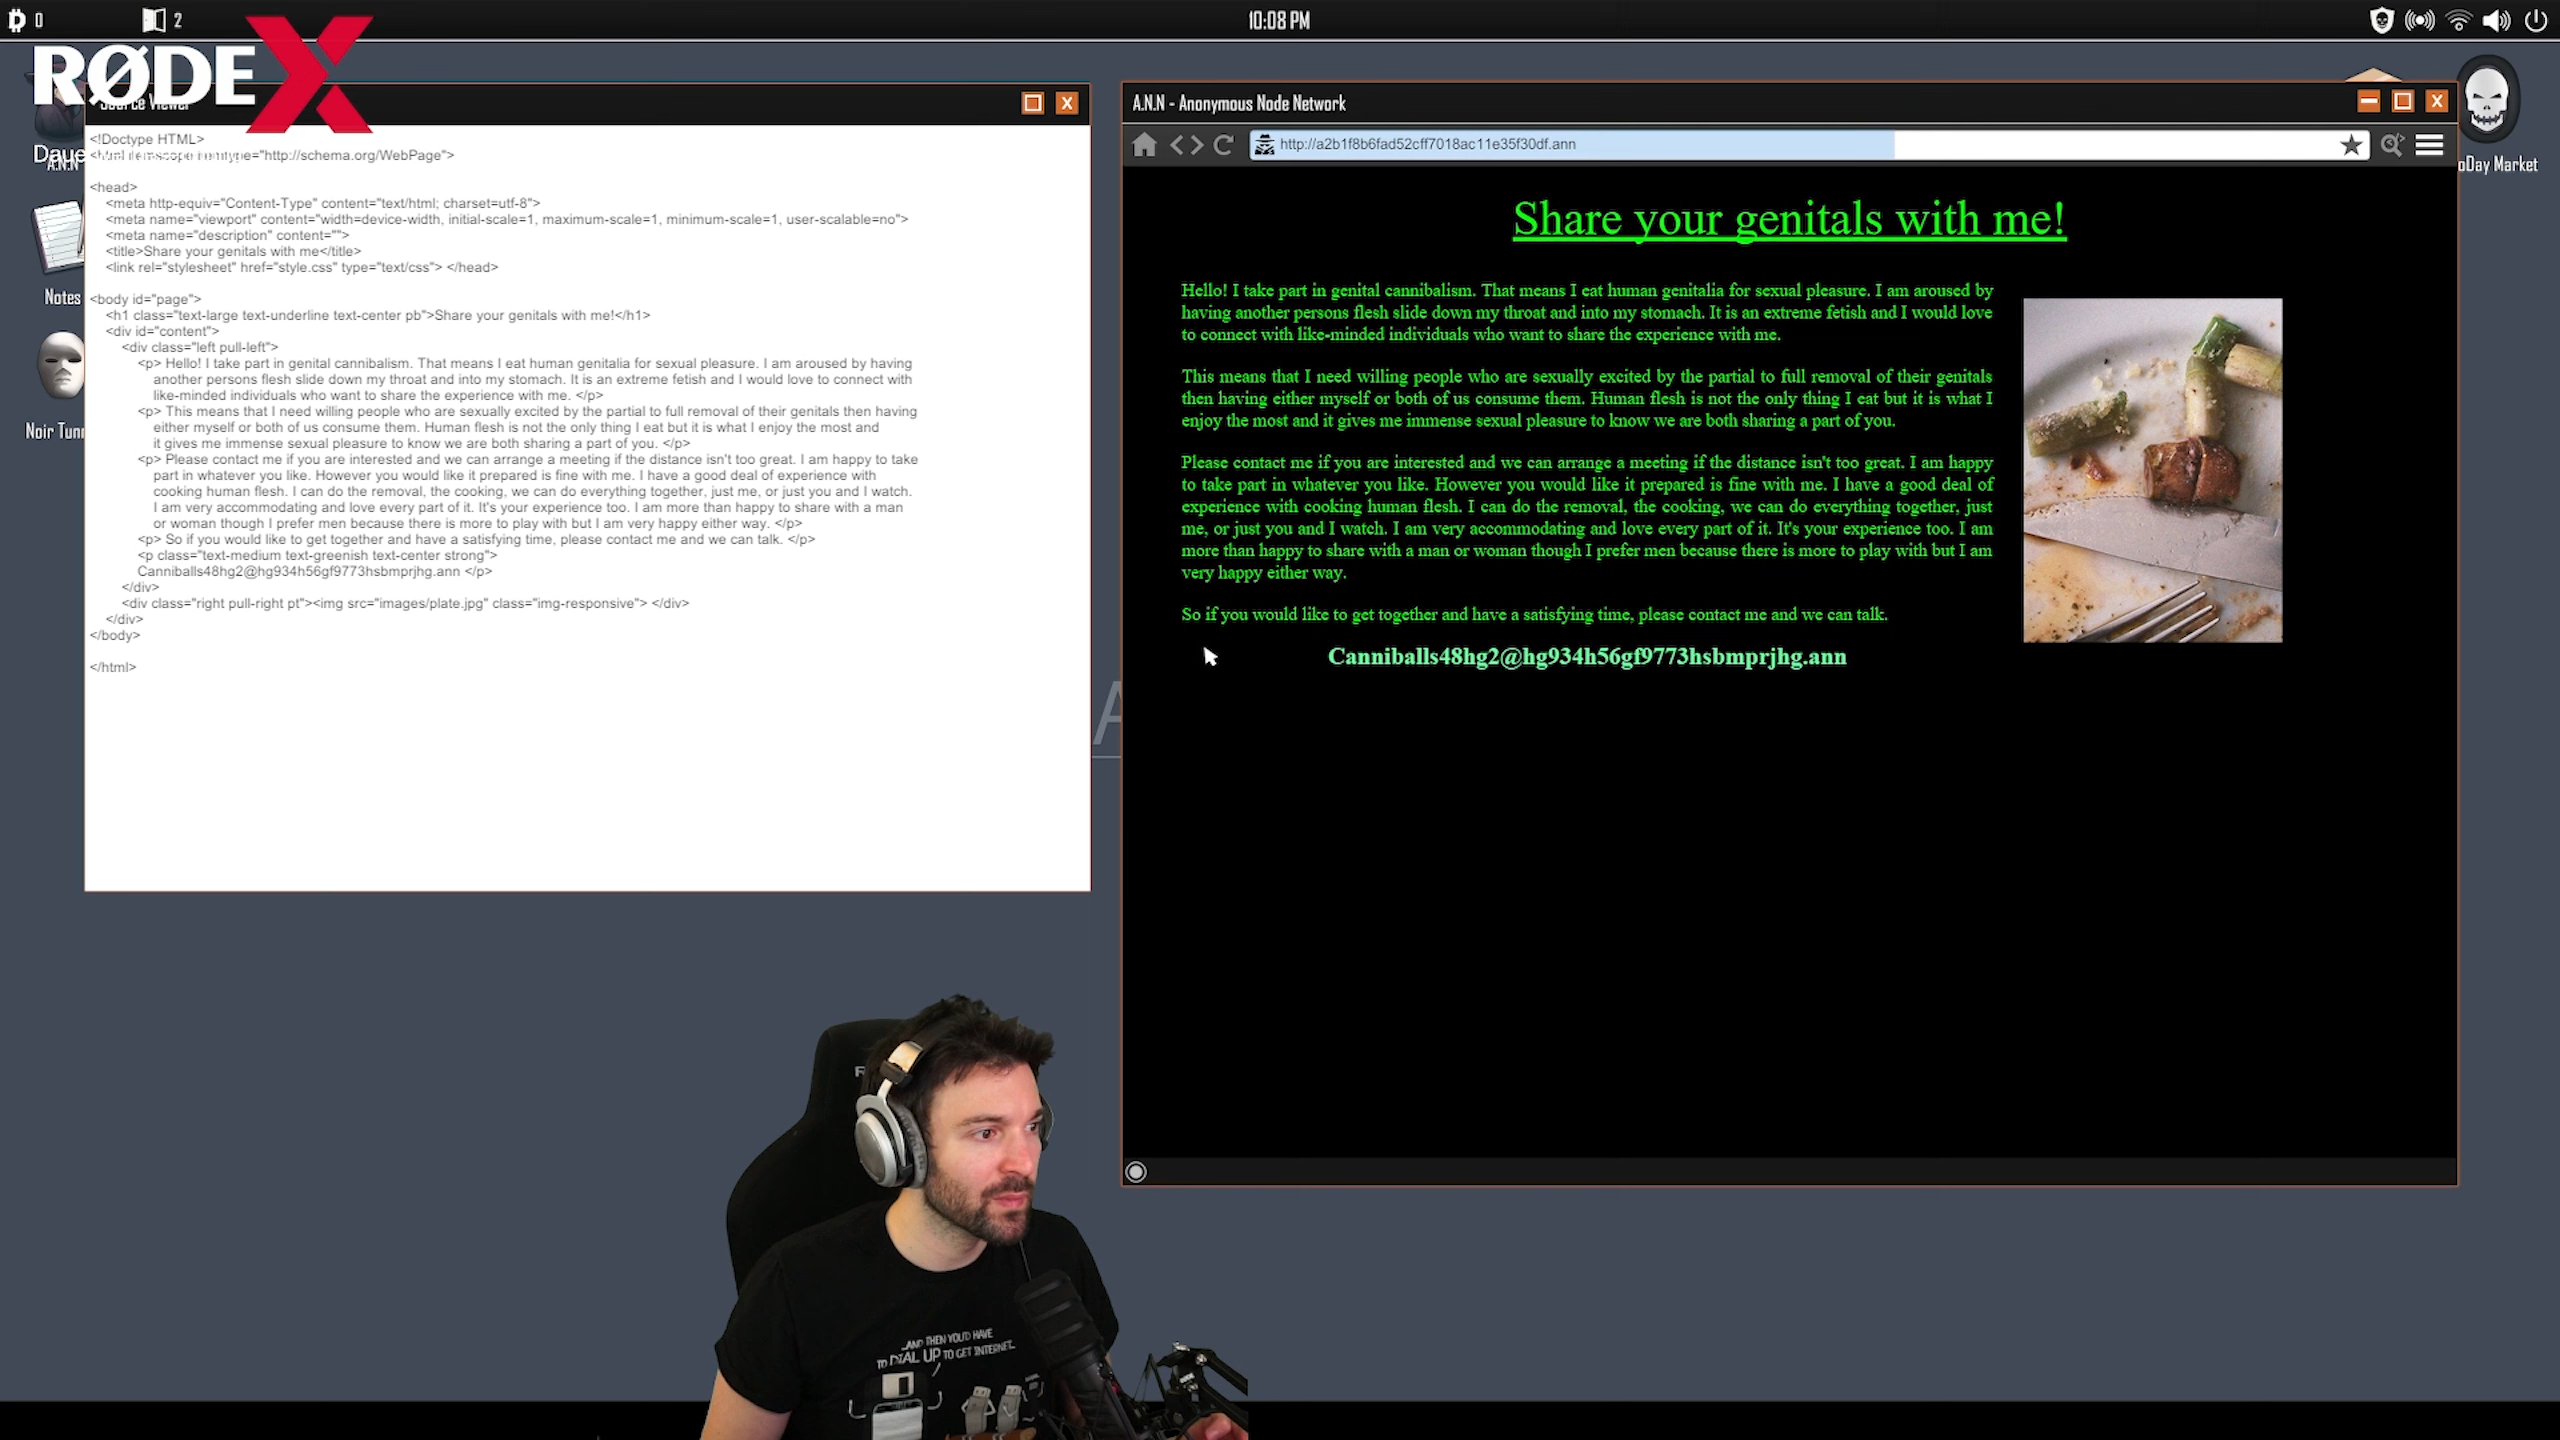 0
2
10:08 PM
RØDEX
Source Viewer
A.N.N - Anonymous Node Network
<!Doctype HTML>
http://a2b1f8b6fad52cff7018ac11e35f30df.ann
Daue
A.N.N
itemtype="http://schema.org/WebPage">
oDay Market
<head>
<meta http-equiv="Content-Type" content="text/html; charset=utf-8">
<meta name="viewport" content="width=device-width, initial-scale=1, maximum-scale=1, minimum-scale=1, user-scalable=no">
<meta name="description" content="">
<title>Share your genitals with me</title>
<link rel="stylesheet" href="style.css" type="text/css"> </head>
Notes
<body id="page">
<h1 class="text-large text-underline text-center pb">Share your genitals with me!</h1>
<div id="content">
<div class="left pull-left">
<p> Hello! I take part in genital cannibalism. That means I eat human genitalia for sexual pleasure. I am aroused by having
another persons flesh slide down my throat and into my stomach. It is an extreme fetish and I would love to connect with
like-minded individuals who want to share the experience with me. </p>
<p> This means that I need willing people who are sexually excited by the partial to full removal of their genitals then having
either myself or both of us consume them. Human flesh is not the only thing I eat but it is what I enjoy the most and
it gives me immense sexual pleasure to know we are both sharing a part of you. </p>
Noir Tunn
<p> Please contact me if you are interested and we can arrange a meeting if the distance isn't too great. I am happy to take
part in whatever you like. However you would like it prepared is fine with me. I have a good deal of experience with
cooking human flesh. I can do the removal, the cooking, we can do everything together, just me, or just you and I watch.
I am very accommodating and love every part of it. It's your experience too. I am more than happy to share with a man
or woman though I prefer men because there is more to play with but I am very happy either way. </p>
<p> So if you would like to get together and have a satisfying time, please contact me and we can talk. </p>
<p class="text-medium text-greenish text-center strong">
Canniballs48hg2@hg934h56gf9773hsbmprjhg.ann </p>
</div>
<div class="right pull-right pt"><img src="images/plate.jpg" class="img-responsive"> </div>
</div>
</body>
</html>
Share your genitals with me!
Hello! I take part in genital cannibalism. That means I eat human genitalia for sexual pleasure. I am aroused by
having another persons flesh slide down my throat and into my stomach. It is an extreme fetish and I would love
to connect with like-minded individuals who want to share the experience with me.
This means that I need willing people who are sexually excited by the partial to full removal of their genitals
then having either myself or both of us consume them. Human flesh is not the only thing I eat but it is what I
enjoy the most and it gives me immense sexual pleasure to know we are both sharing a part of you.
Please contact me if you are interested and we can arrange a meeting if the distance isn't too great. I am happy
to take part in whatever you like. However you would like it prepared is fine with me. I have a good deal of
experience with cooking human flesh. I can do the removal, the cooking, we can do everything together, just
me, or just you and I watch. I am very accommodating and love every part of it. It's your experience too. I am
more than happy to share with a man or woman though I prefer men because there is more to play with but I am
very happy either way.
So if you would like to get together and have a satisfying time, please contact me and we can talk.
Canniballs48hg2@hg934h56gf9773hsbmprjhg.ann
A
...AND THEN YOU'D HAVE
TO DIAL UP TO GET INTERNET...